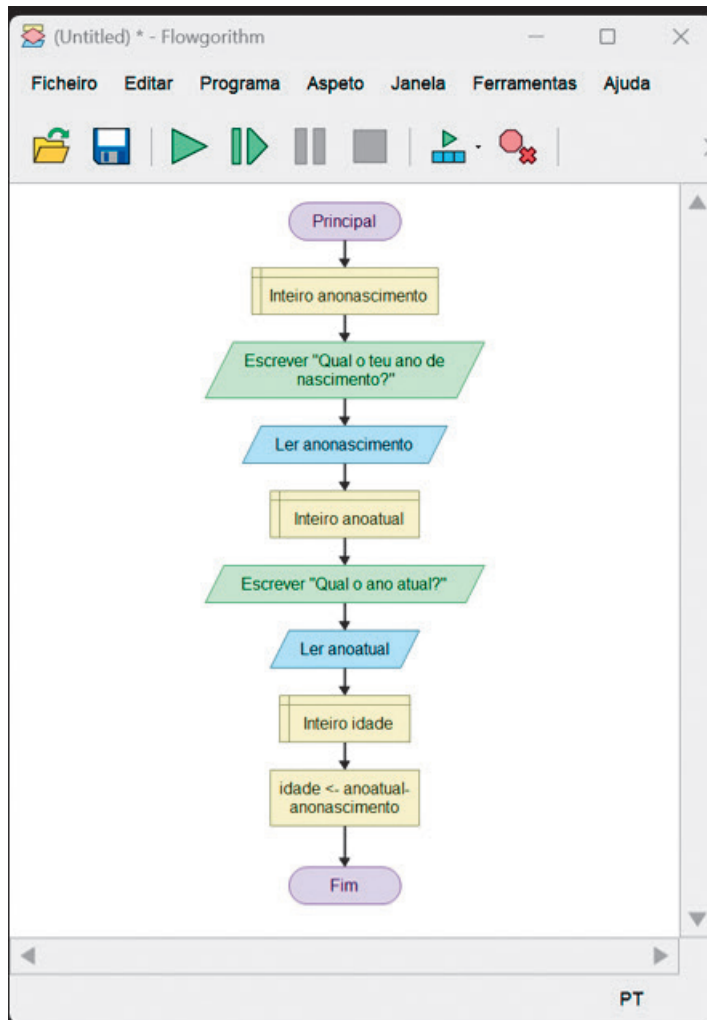 (Untitled) * - Flowgorithm
Ficheiro Editar Programa Aspeto Janela Ferramentas Ajuda
Principal
Inteiro anonascimento
Escrever "Qual o teu ano de
nascimento?"
Ler anonascimento
Inteiro anoatual
Escrever "Qual o ano atual?"
Ler anoatual
Inteiro idade
idade <- anoatual-
anonascimento
Fim
PT